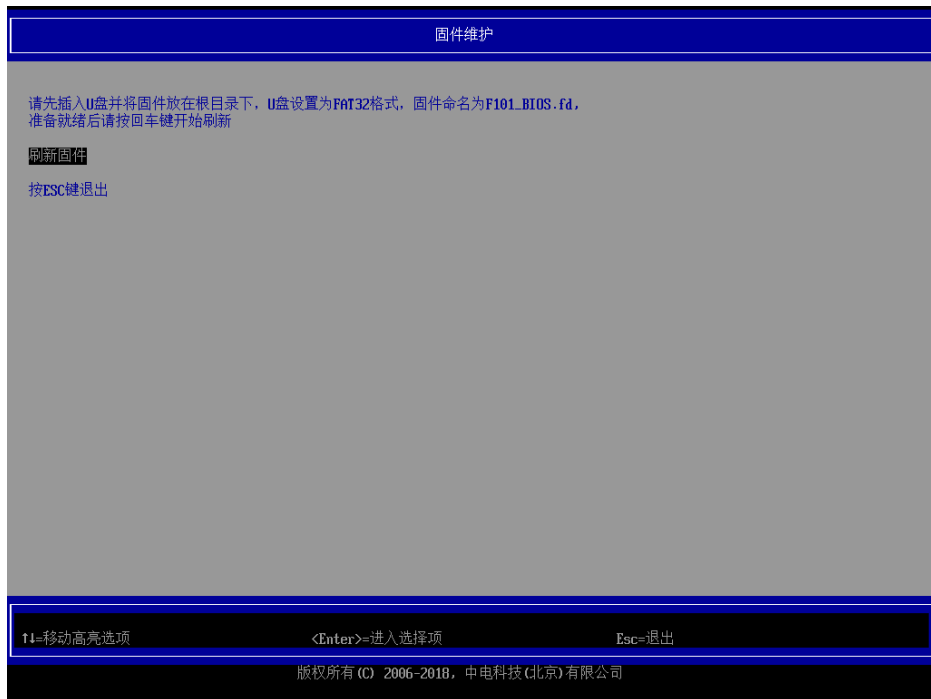 固件维护
请先插入U盘并将固件放在根目录下，U盘设置为FAT32格式，固件命名为F101_BIOS.fd，
准备就绪后请按回车键开始刷新
刷新固件
按ESC键退出
↑↓=移动高亮选项 <Enter>=进入选择项 Esc=退出
版权所有(C) 2006-2018，中电科技(北京)有限公司